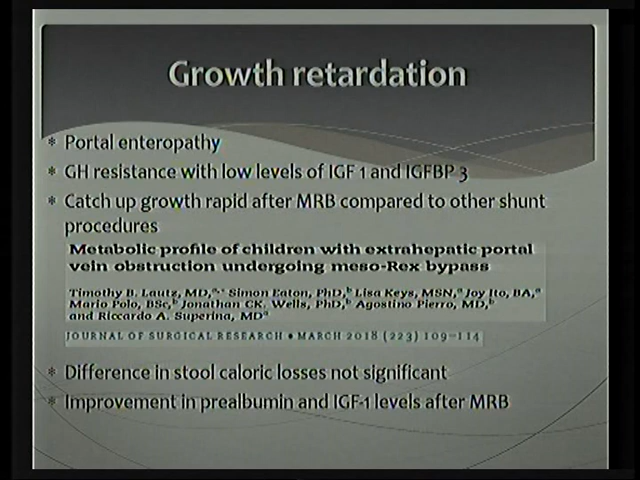 Growth retardation
* Portal enteropathy
* GH resistance with low levels of IGF 1 and IGFBP 3
* Catch up growth rapid after MRB compared to other shunt
procedures
Metabolic profile of children with extrahepatic portal
vein obstruction undergoing meso-Rex bypass
Timothy B. Lautz, MD,a,* Simon Eaton, PhD,b Lisa Keys, MSN,a Joy Ito, BA,a
Mario Polo, BSc,b Jonathan CK. Wells, PhD,b Agostino Pierro, MD,b
and Riccardo A. Superina, MDa
JOURNAL OF SURGICAL RESEARCH • MARCH 2018 (223) 109–114
* Difference in stool caloric losses not significant
* Improvement in prealbumin and IGF-1 levels after MRB